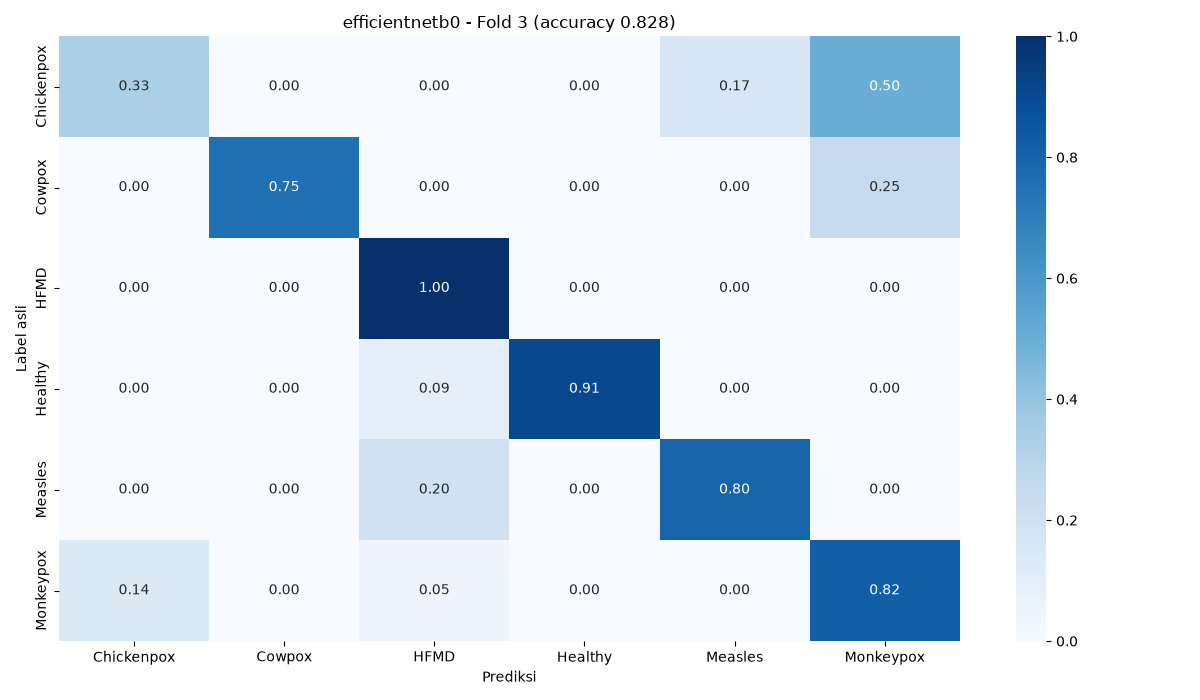 efficientnetb0 - Fold 3 (accuracy 0.828)
Label asli
Chickenpox 0.33 0.00 0.00 0.00 0.17 0.50
Cowpox 0.00 0.75 0.00 0.00 0.00 0.25
HFMD 0.00 0.00 1.00 0.00 0.00 0.00
Healthy 0.00 0.00 0.09 0.91 0.00 0.00
Measles 0.00 0.00 0.20 0.00 0.80 0.00
Monkeypox 0.14 0.00 0.05 0.00 0.00 0.82
Chickenpox Cowpox HFMD Healthy Measles Monkeypox
Prediksi
1.0
0.8
0.6
0.4
0.2
0.0